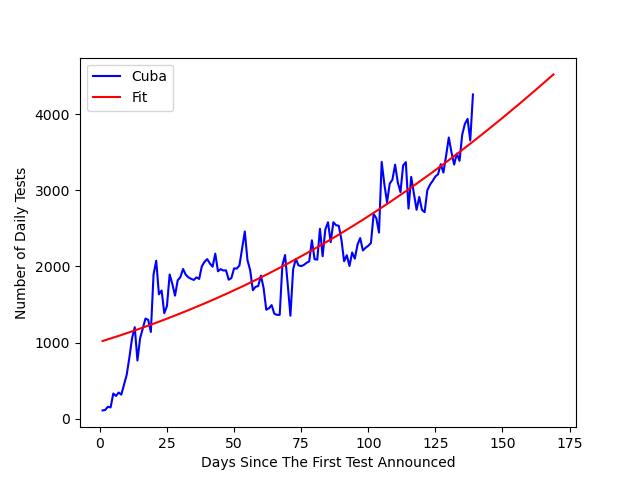 Cuba
Fit
4000
3000
2000
1000
0
Number of Daily Tests
0 25 50 75 100 125 150 175
Days Since The First Test Announced